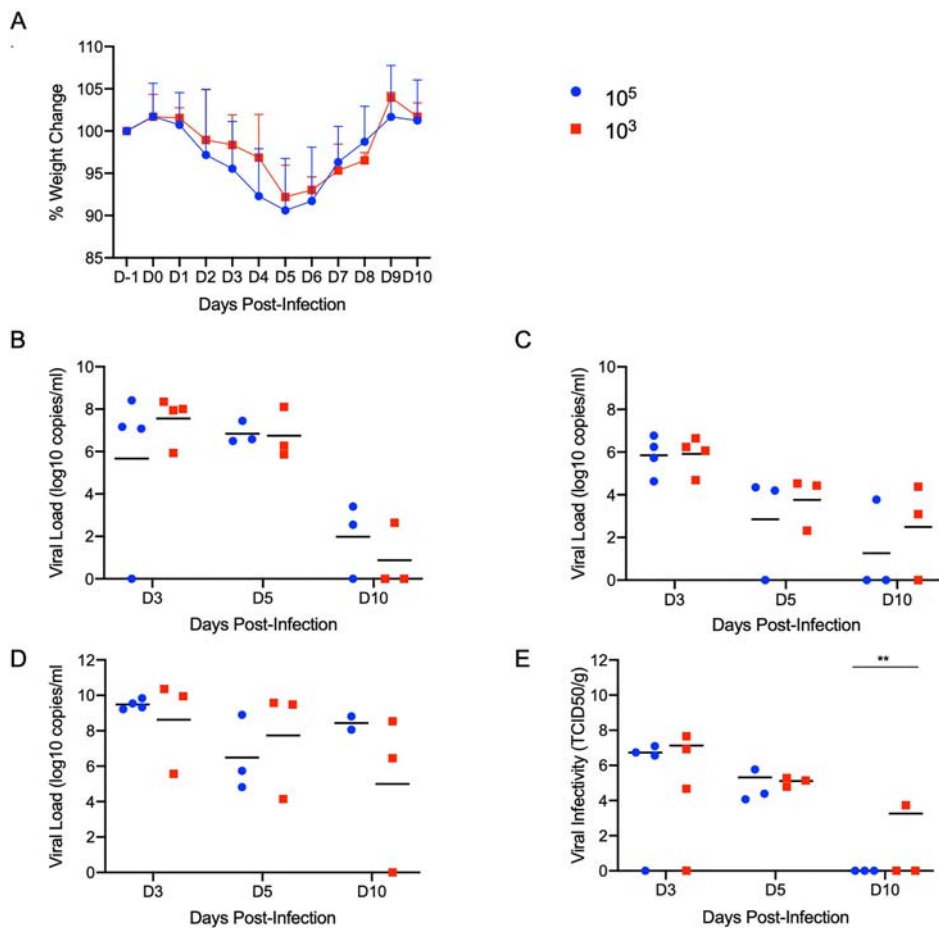 A
110
105
100
95
90
85
% Weight Change
D-1 D0 D1 D2 D3 D4 D5 D6 D7 D8 D9 D10
Days Post-Infection
10⁵
10³
B
10
8
6
4
2
0
Viral Load (log10 copies/ml)
D3 D5 D10
Days Post-Infection
C
10
8
6
4
2
0
Viral Load (log10 copies/ml)
D3 D5 D10
Days Post-Infection
D
12
10
8
6
4
2
0
Viral Load (log10 copies/ml
D3 D5 D10
Days Post-Infection
E
12
10
8
6
4
2
0
Viral Infectivity (TCID50/g)
**
D3 D5 D10
Days Post-Infection